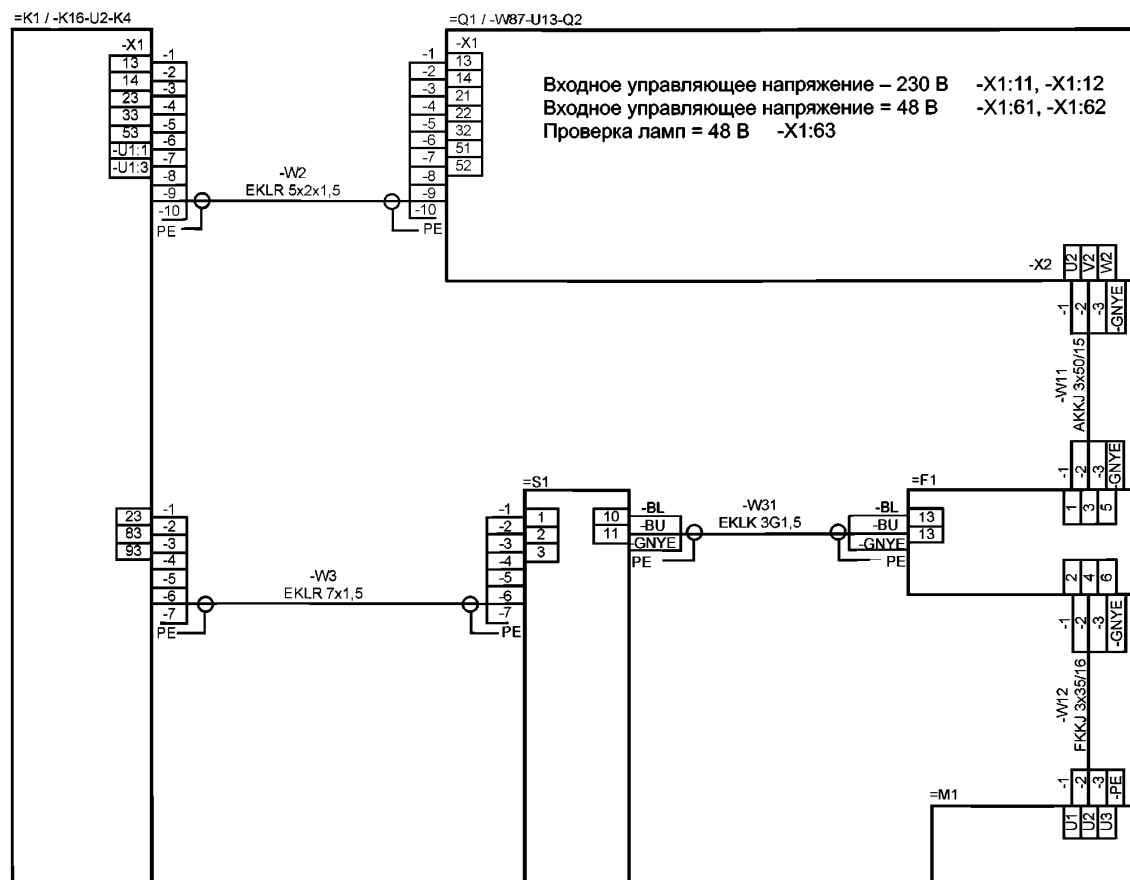 =K1 / -K16-U2-K4
=Q1 / -W87-U13-Q2
-X1
13
14
23
33
53
-U1:1
-U1:3
-1
-2
-3
-4
-5
-6
-7
-8
-9
-10
PE
-W2
EKLR 5x2x1,5
-1
-2
-3
-4
-5
-6
-7
-8
-9
-10
PE
-X1
13
14
21
22
32
51
52
Входное управляющее напряжение – 230 В -X1:11, -X1:12
Входное управляющее напряжение = 48 В -X1:61, -X1:62
Проверка ламп = 48 В -X1:63
-X2
U2
V2
W2
-1
-2
-3
-GNYE
-W11
AKKJ 3x50/15
-1
-2
-3
-GNYE
1
3
5
23
83
93
-1
-2
-3
-4
-5
-6
-7
PE
-W3
EKLR 7x1,5
-1
-2
-3
-4
-5
-6
-7
PE
=S1
1
2
3
10
11
-BL
-BU
-GNYE
PE
-W31
EKLK 3G1,5
-BL
-BU
-GNYE
PE
=F1
13
13
2
4
6
-1
-2
-3
-GNYE
-W12
FKKJ 3x35/16
-1
-2
-3
-PE
=M1
U1
U2
U3